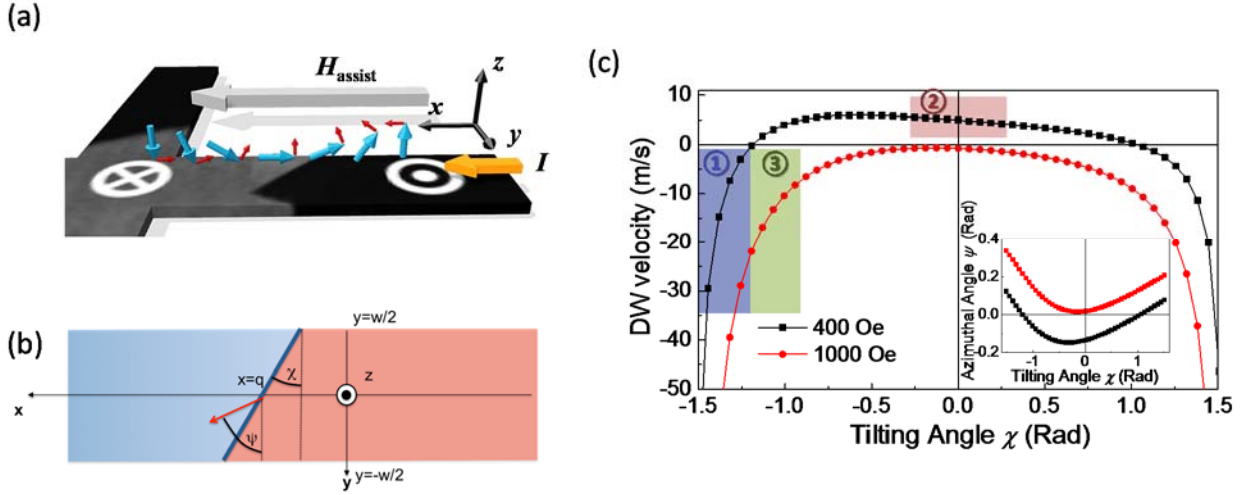 (a)
H assist
z
x
y
I
(b)
y=w/2
χ
x=q
z
x
ψ
y=-w/2
y
(c)
DW velocity (m/s)
10
0
-10
-20
-30
-40
-50
①
③
②
400 Oe
1000 Oe
Azimuthal Angle ψ (Rad)
0.4
0.2
0.0
0.2
-1
0
1
Tilting Angle χ (Rad)
-1.5
-1.0
-0.5
0.0
0.5
1.0
1.5
Tilting Angle χ (Rad)